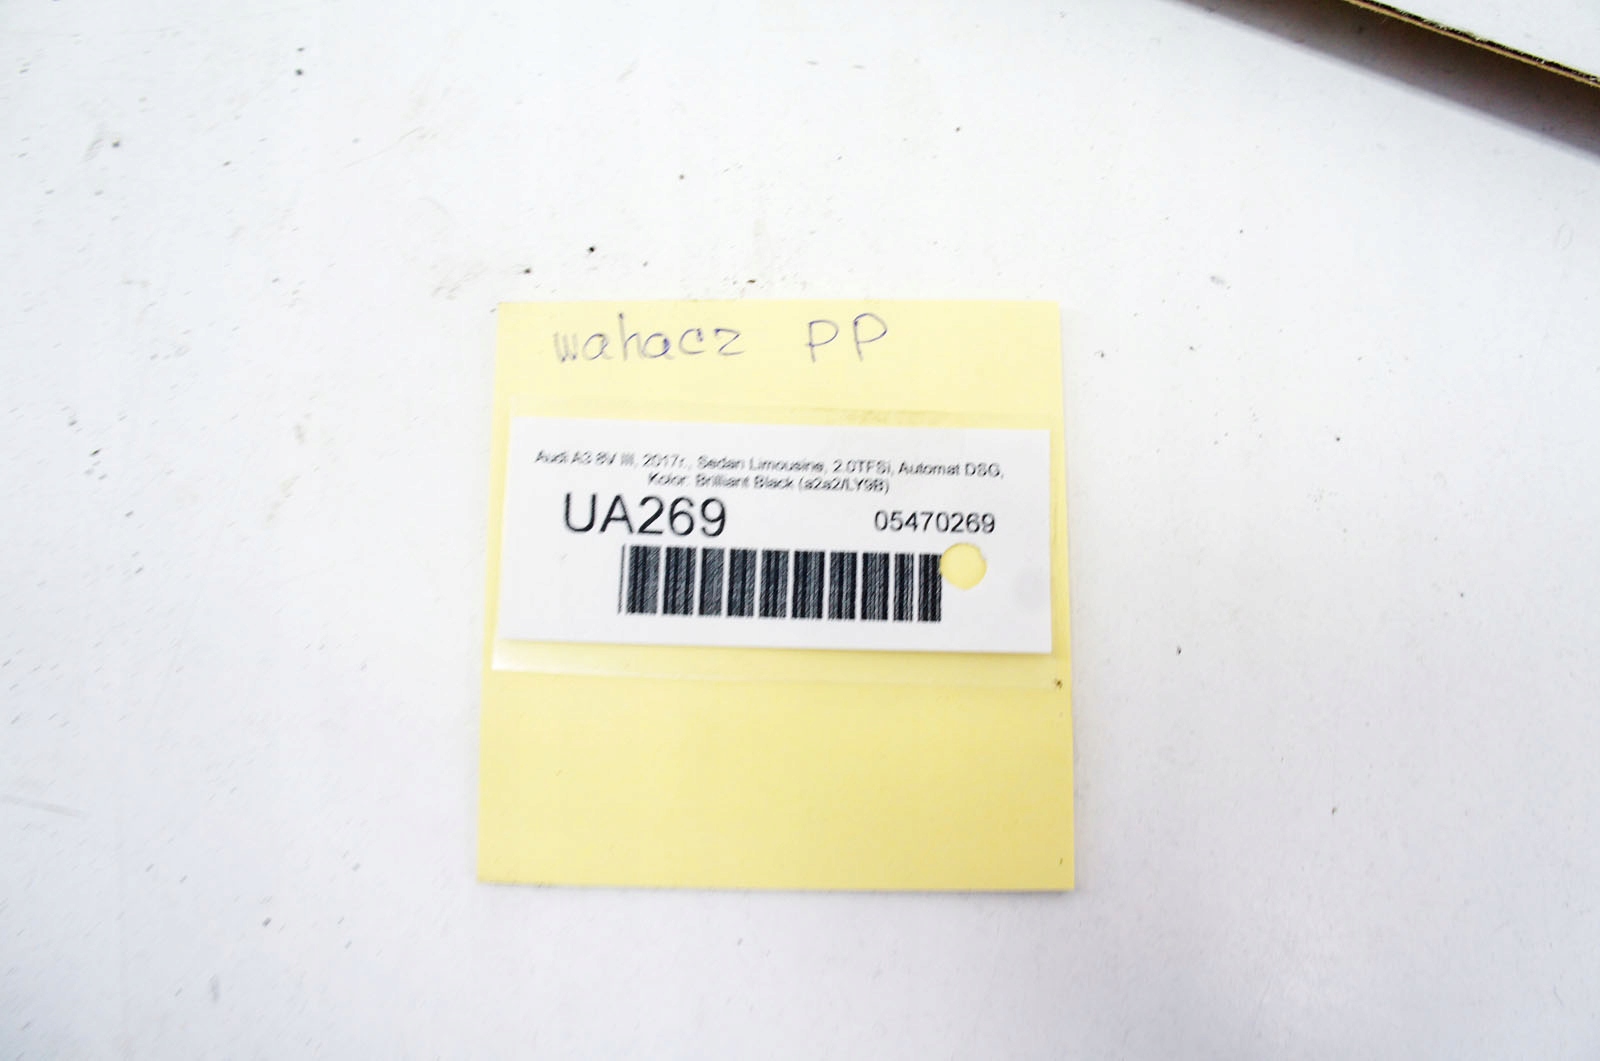 wahacz PP
Audi A3 8V III, 2017r., Sedan Limousine, 2.0TFSi, Automat DSG,
Kolor: Brilliant Black (a2a2/LY9B)
UA269 05470269